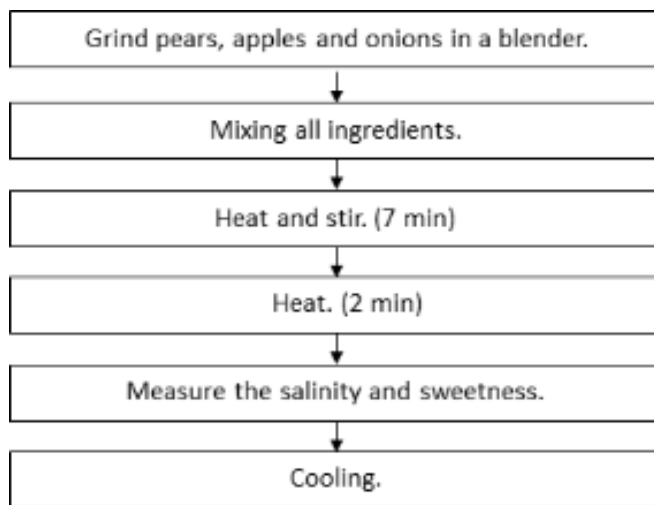 Grind pears, apples and onions in a blender.
Mixing all ingredients.
Heat and stir. (7 min)
Heat. (2 min)
Measure the salinity and sweetness.
Cooling.